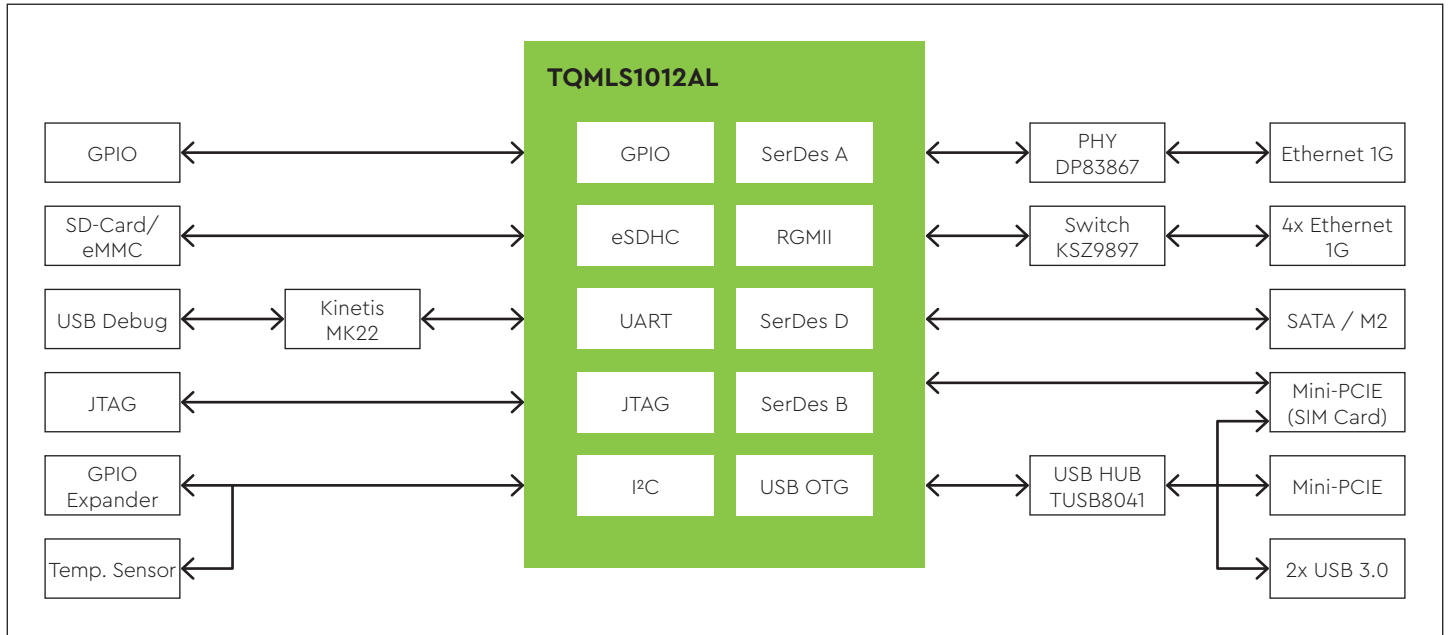 TQMLS1012AL
GPIO
GPIO
SerDes A
PHY
DP83867
Ethernet 1G
SD-Card/
eMMC
eSDHC
RGMII
Switch
KSZ9897
4x Ethernet
1G
USB Debug
Kinetis
MK22
UART
SerDes D
SATA / M2
JTAG
JTAG
SerDes B
Mini-PCIE
(SIM Card)
GPIO
Expander
I²C
USB OTG
USB HUB
TUSB8041
Mini-PCIE
Temp. Sensor
2x USB 3.0